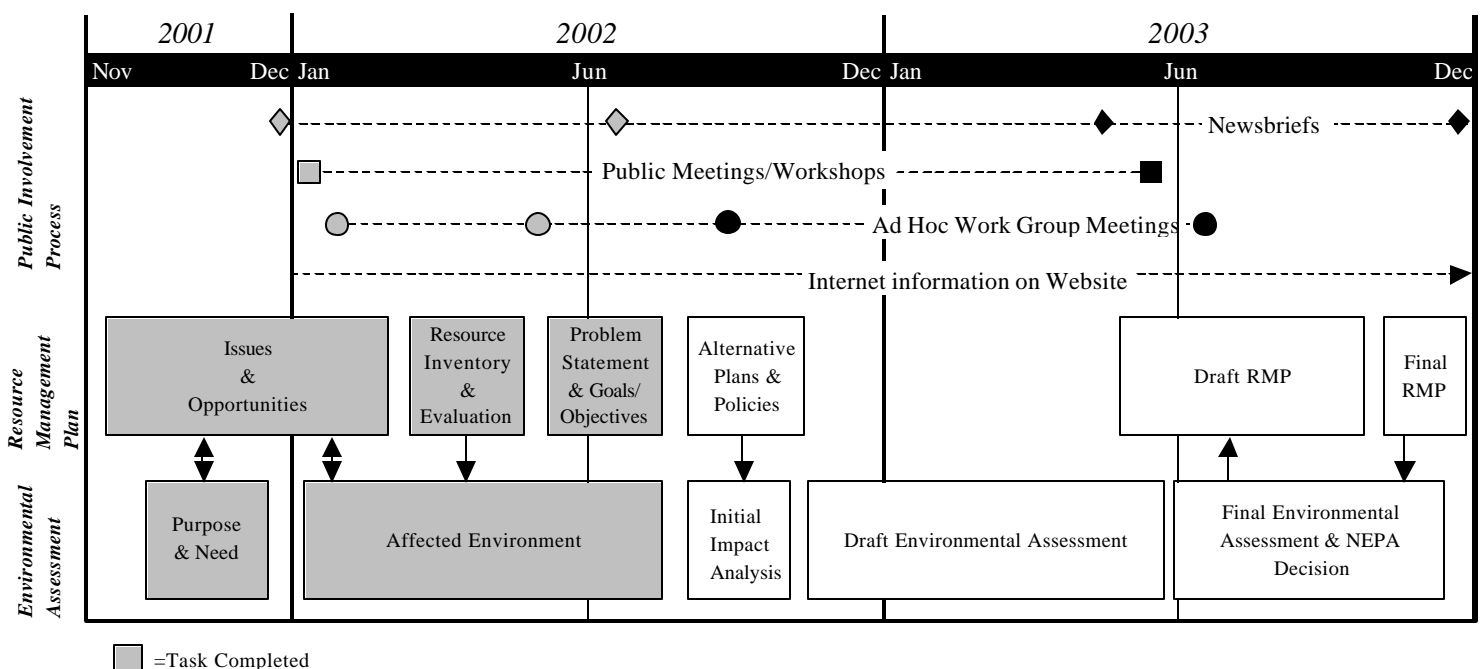 2001
2002
2003
Nov
Dec
Jan
Jun
Dec
Jan
Jun
Dec
Public Involvement
Process
Newsbriefs
Public Meetings/Workshops
Ad Hoc Work Group Meetings
Internet information on Website
Resource
Management
Plan
Issues
&
Opportunities
Resource
Inventory
&
Evaluation
Problem
Statement
& Goals/
Objectives
Alternative
Plans &
Policies
Draft RMP
Final
RMP
Environmental
Assessment
Purpose
& Need
Affected Environment
Initial
Impact
Analysis
Draft Environmental Assessment
Final Environmental
Assessment & NEPA
Decision
=Task Completed